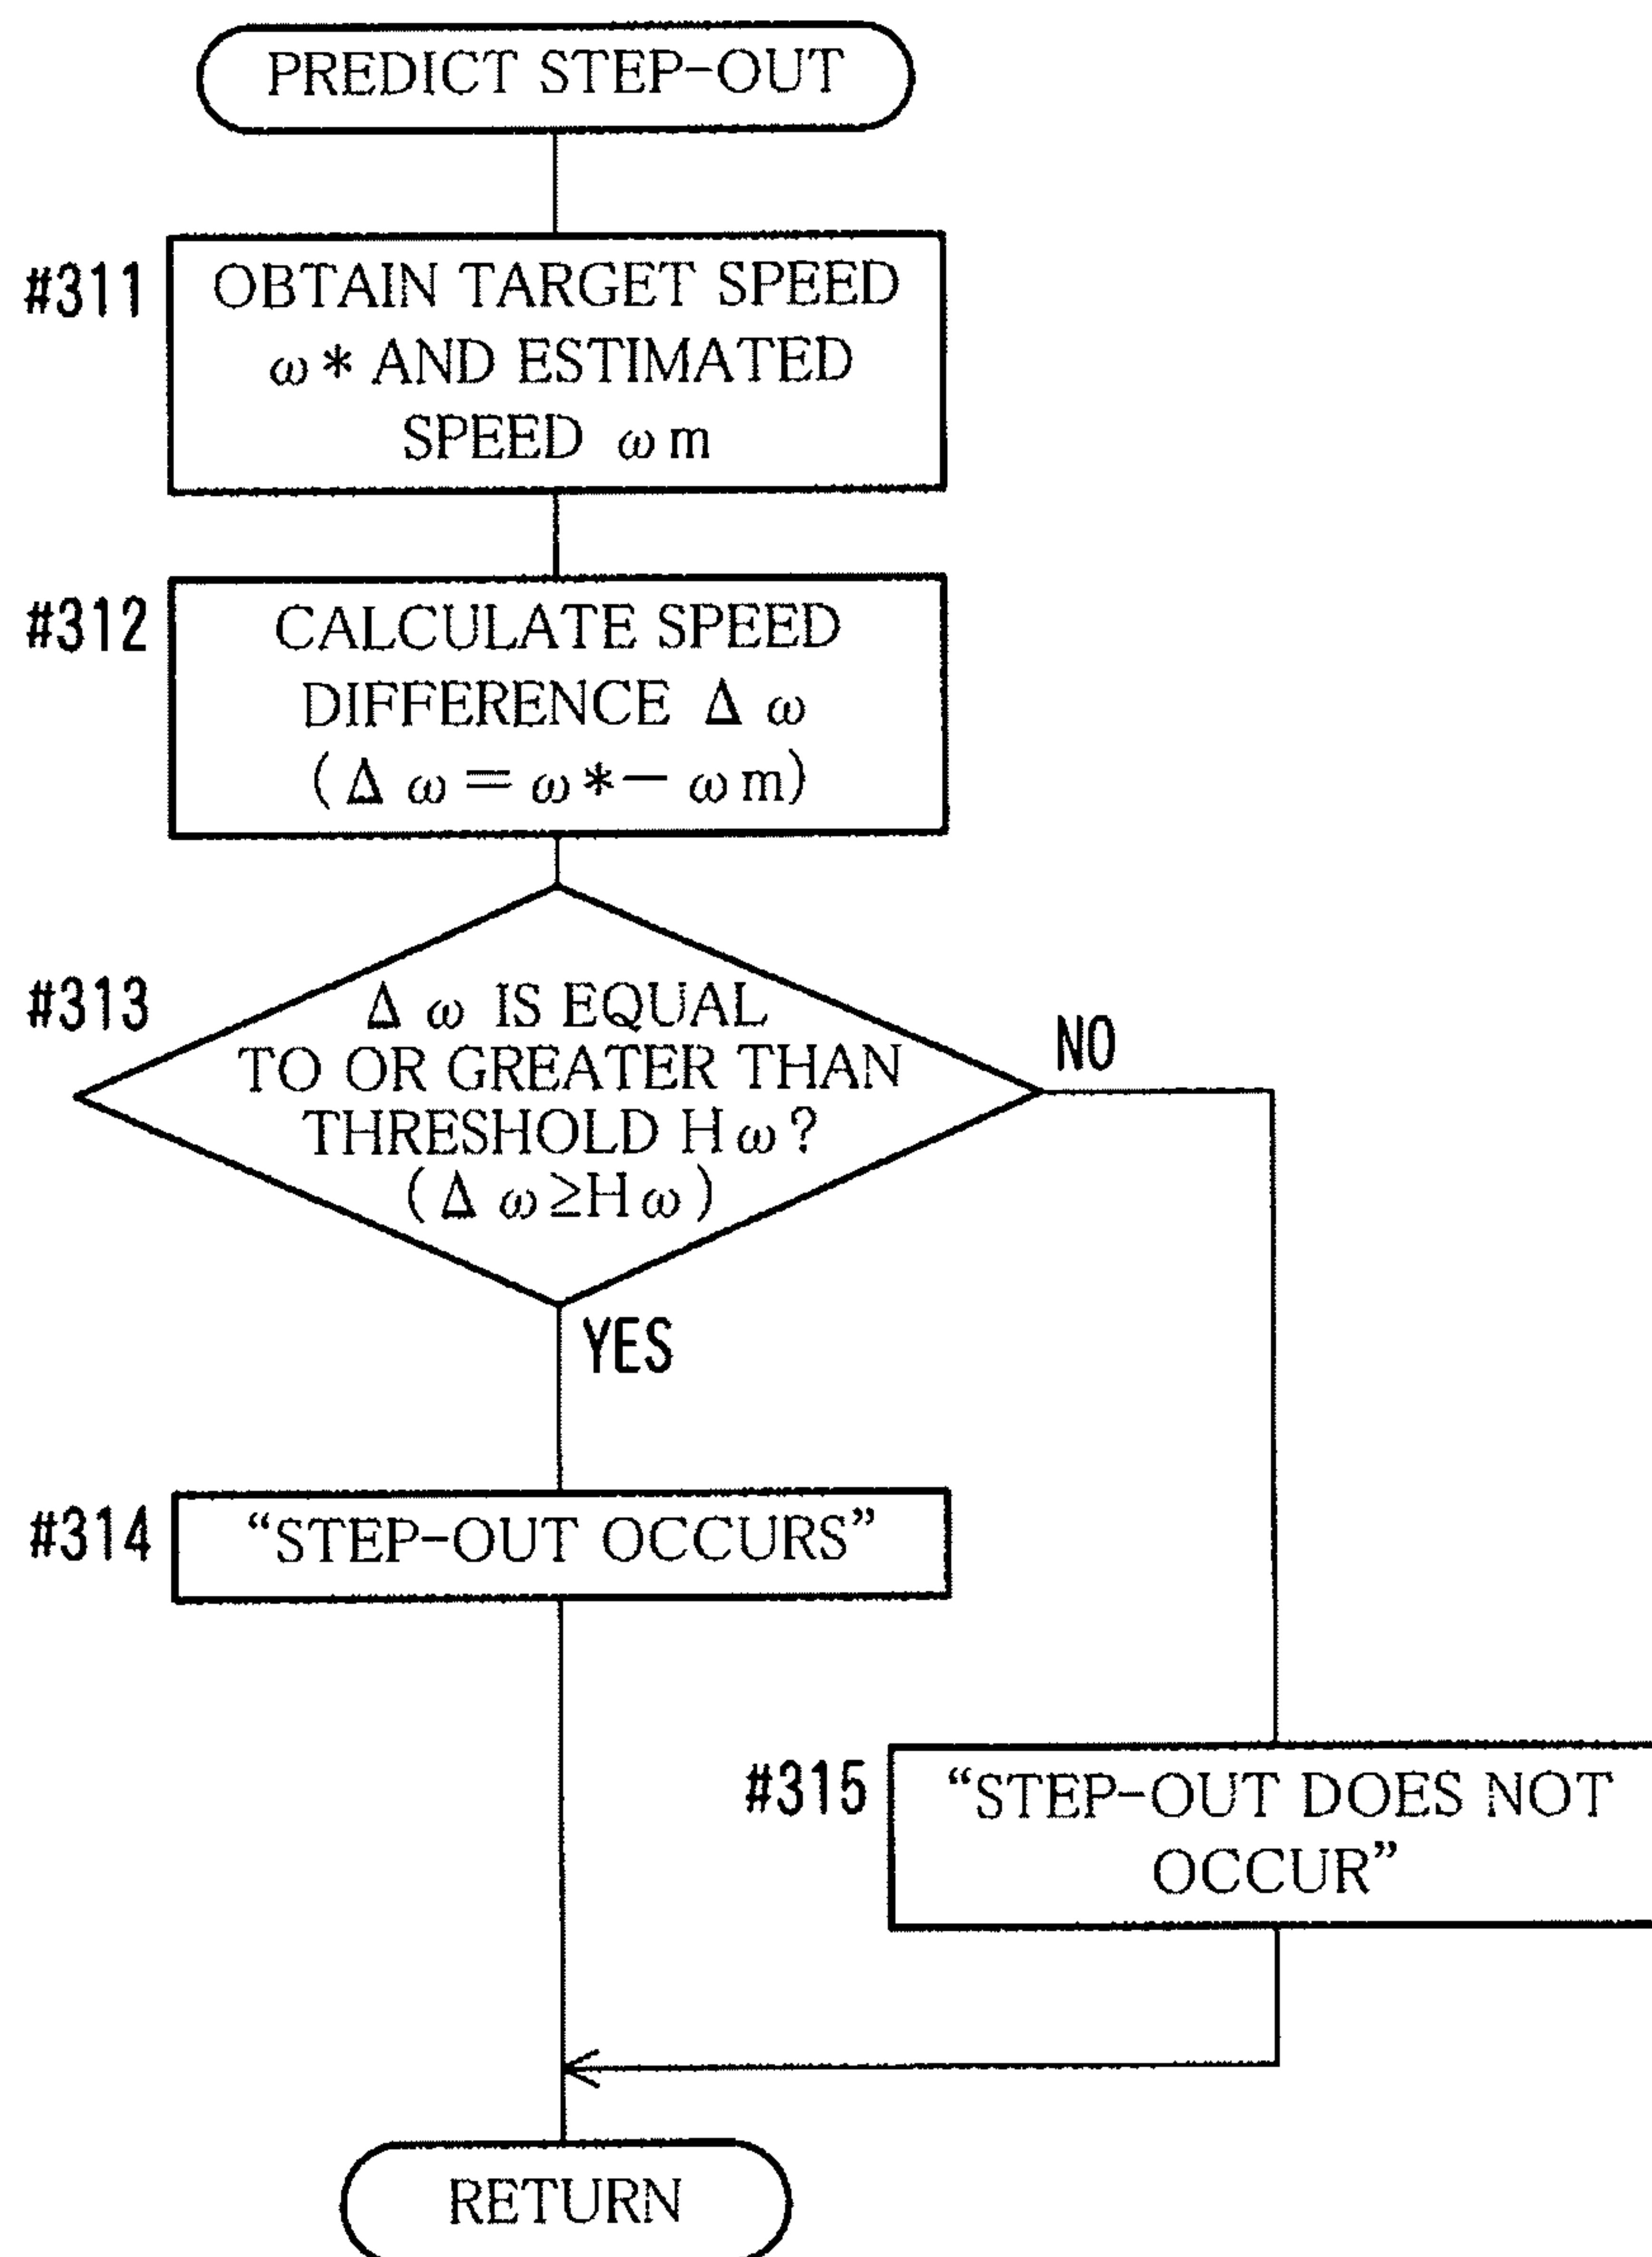 PREDICT STEP-OUT
#311
OBTAIN TARGET SPEED
ω* AND ESTIMATED
SPEED ωm
#312
CALCULATE SPEED
DIFFERENCE Δω
(Δω=ω*-ωm)
#313
Δω IS EQUAL
TO OR GREATER THAN
THRESHOLD Hω?
(Δω≥Hω)
NO
YES
#314
“STEP-OUT OCCURS”
#315
“STEP-OUT DOES NOT
OCCUR”
RETURN